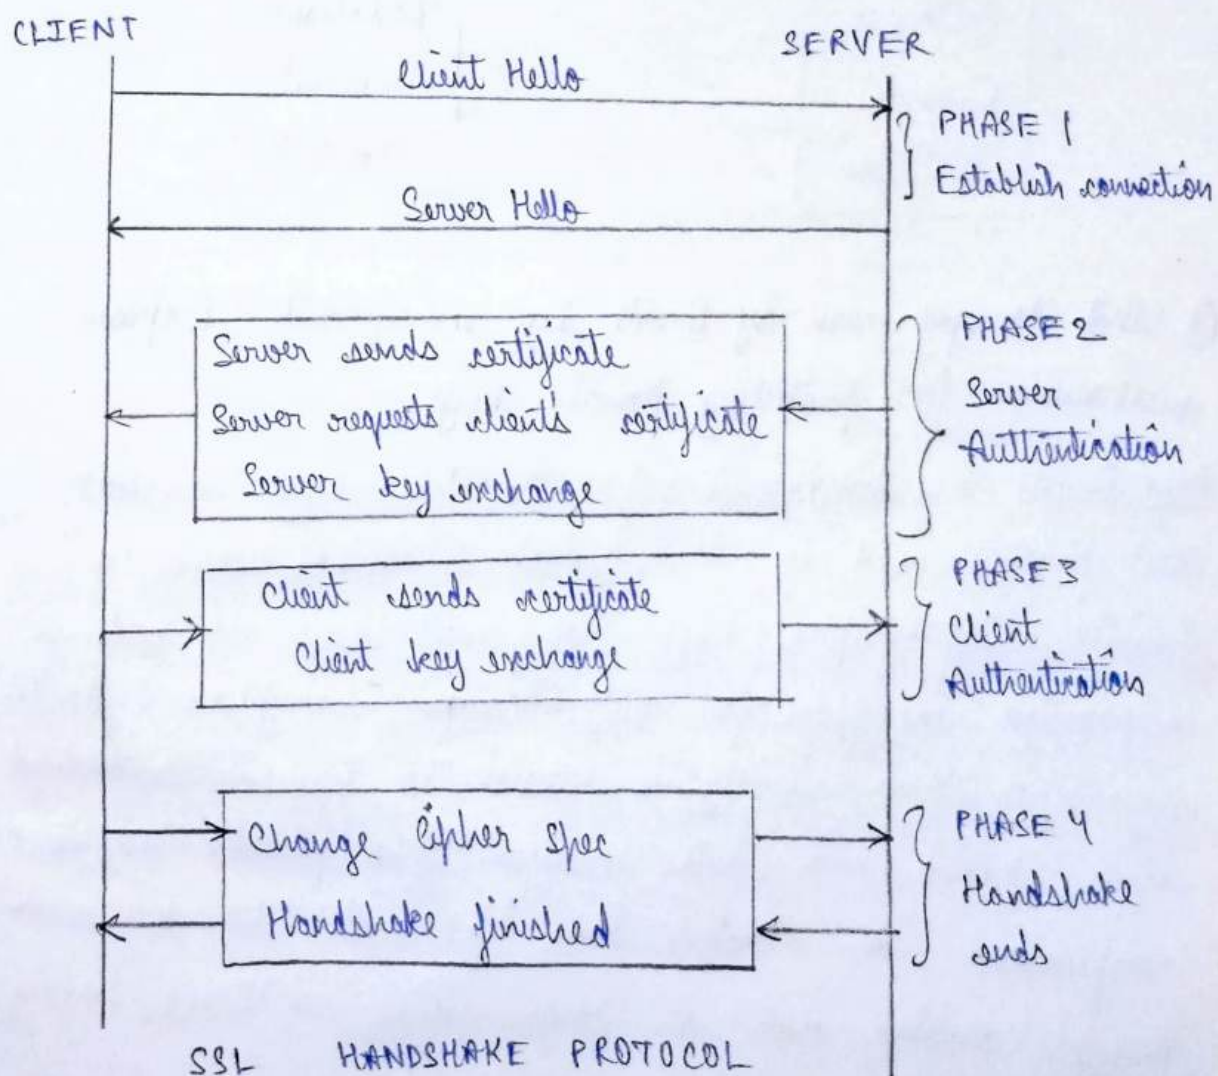 CLIENT
SERVER
Client Hello
PHASE 1
Establish connection
Server Hello
PHASE 2
Server
Authentication
Server sends certificate
Server requests clients' certificate
Server key exchange
PHASE 3
Client
Authentication
Client sends certificate
Client key exchange
PHASE 4
Handshake
ends
Change Cipher Spec
Handshake finished
SSL HANDSHAKE PROTOCOL